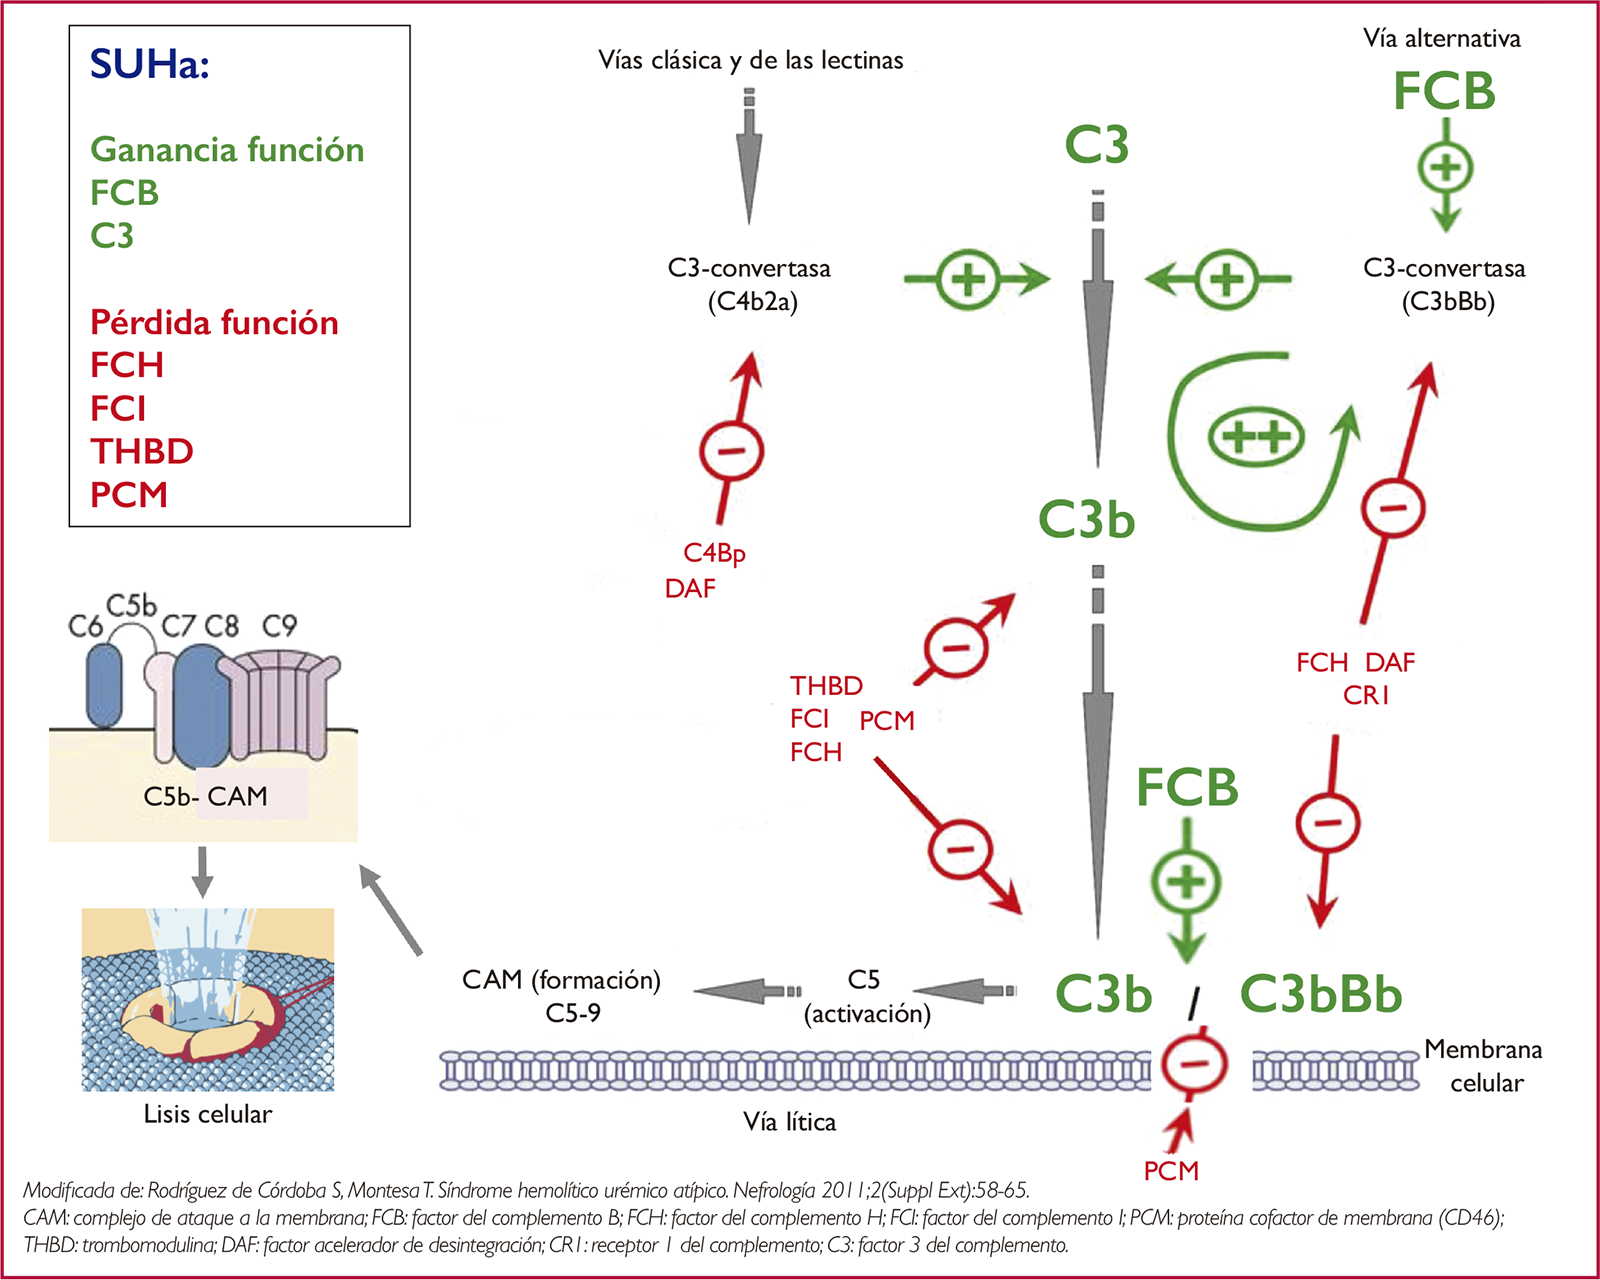 SUHa:
Ganancia función
FCB
C3
Pérdida función
FCH
FCI
THBD
PCM
Vías clásica y de las lectinas
Vía alternativa
FCB
+
C3
C3-convertasa
(C4b2a)
+
+
C3-convertasa
(C3bBb)
++
−
−
C4Bp
DAF
C3b
−
THBD
FCI PCM
FCH
−
FCH DAF
CR1
−
FCB
+
C5b
C6 C7 C8 C9
C5b- CAM
Lisis celular
CAM (formación)
C5-9
C5
(activación)
C3b / C3bBb
−
Membrana
celular
Vía lítica
PCM
Modificada de: Rodríguez de Córdoba S, Montesa T. Síndrome hemolítico urémico atípico. Nefrología 2011;2(Suppl Ext):58-65.
CAM: complejo de ataque a la membrana; FCB: factor del complemento B; FCH: factor del complemento H; FCI: factor del complemento I; PCM: proteína cofactor de membrana (CD46);
THBD: trombomodulina; DAF: factor acelerador de desintegración; CR1: receptor 1 del complemento; C3: factor 3 del complemento.